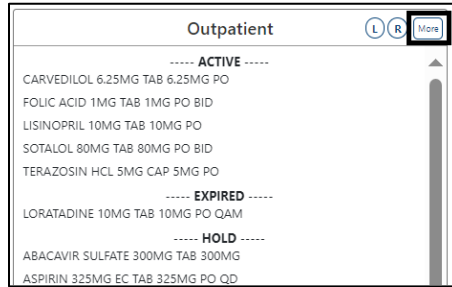 Outpatient L R More
----- ACTIVE -----
CARVEDILOL 6.25MG TAB 6.25MG PO
FOLIC ACID 1MG TAB 1MG PO BID
LISINOPRIL 10MG TAB 10MG PO
SOTALOL 80MG TAB 80MG PO BID
TERAZOSIN HCL 5MG CAP 5MG PO
----- EXPIRED -----
LORATADINE 10MG TAB 10MG PO QAM
----- HOLD -----
ABACAVIR SULFATE 300MG TAB 300MG
ASPIRIN 325MG EC TAB 325MG PO QD